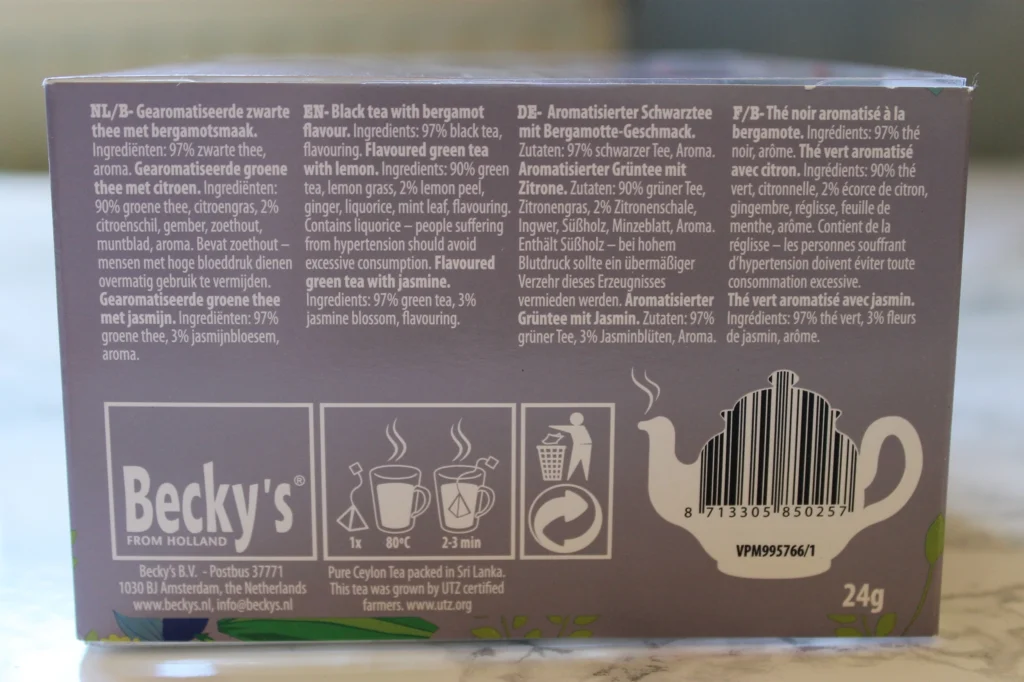 NL/B- Gearomatiseerde zwarte
thee met bergamotsmaak.
Ingrediënten: 97% zwarte thee,
aroma. Gearomatiseerde groene
thee met citroen. Ingrediënten:
90% groene thee, citroengras, 2%
citroenschil, gember, zoethout,
muntblad, aroma. Bevat zoethout –
mensen met hoge bloeddruk dienen
overmatig gebruik te vermijden.
Gearomatiseerde groene thee
met jasmijn. Ingrediënten: 97%
groene thee, 3% jasmijnbloesem,
aroma.
EN- Black tea with bergamot
flavour. Ingredients: 97% black tea,
flavouring. Flavoured green tea
with lemon. Ingredients: 90% green
tea, lemon grass, 2% lemon peel,
ginger, liquorice, mint leaf, flavouring.
Contains liquorice – people suffering
from hypertension should avoid
excessive consumption. Flavoured
green tea with jasmine.
Ingredients: 97% green tea, 3%
jasmine blossom, flavouring.
DE- Aromatisierter Schwarztee
mit Bergamotte-Geschmack.
Zutaten: 97% schwarzer Tee, Aroma.
Aromatisierter Grüntee mit
Zitrone. Zutaten: 90% grüner Tee,
Zitronengras, 2% Zitronenschale,
Ingwer, Süßholz, Minzeblatt, Aroma.
Enthält Süßholz – bei hohem
Blutdruck sollte ein übermäßiger
Verzehr dieses Erzeugnisses
vermieden werden. Aromatisierter
Grüntee mit Jasmin. Zutaten: 97%
grüner Tee, 3% Jasminblüten, Aroma.
F/B- Thé noir aromatisé à la
bergamote. Ingrédients: 97% thé
noir, arôme. Thé vert aromatisé
avec citron. Ingrédients: 90% thé
vert, citronnelle, 2% écorce de citron,
gingembre, réglisse, feuille de
menthe, arôme. Contient de la
réglisse – les personnes souffrant
d'hypertension doivent éviter toute
consommation excessive.
Thé vert aromatisé avec jasmin.
Ingrédients: 97% thé vert, 3% fleurs
de jasmin, arôme.
Becky's®
FROM HOLLAND
1x 80ºC 2-3 min
8 713305 850257
VPM995766/1
Becky's B.V. - Postbus 37771
1030 BJ Amsterdam, the Netherlands
www.beckys.nl, info@beckys.nl
Pure Ceylon Tea packed in Sri Lanka.
This tea was grown by UTZ certified
farmers. www.utz.org
24g